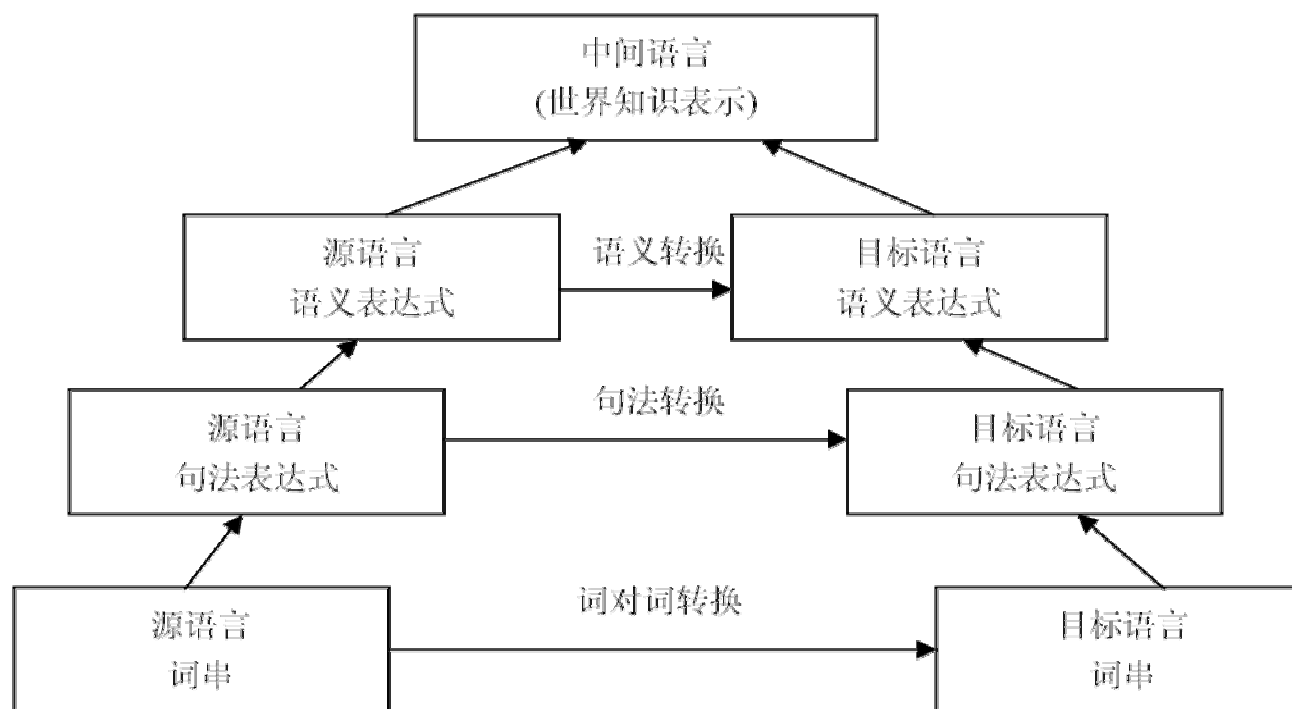 中间语言
(世界知识表示)
源语言
语义表达式
语义转换
目标语言
语义表达式
源语言
句法表达式
句法转换
目标语言
句法表达式
源语言
词串
词对词转换
目标语言
词串